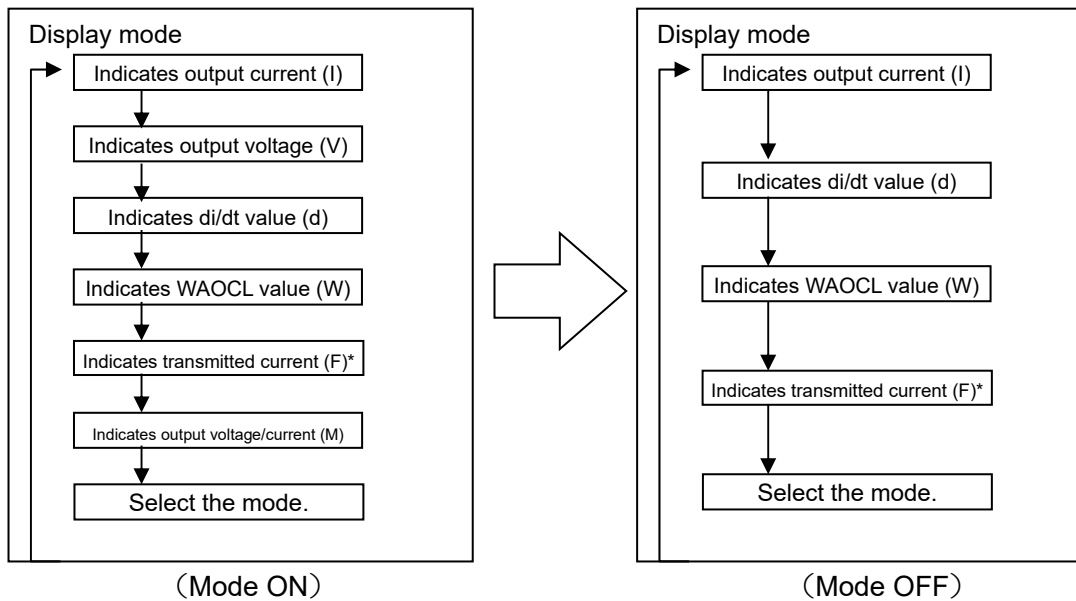 Display mode
Indicates output current (I)
Indicates output voltage (V)
Indicates di/dt value (d)
Indicates WAOCL value (W)
Indicates transmitted current (F)*
Indicates output voltage/current (M)
Select the mode.
（Mode ON）
Display mode
Indicates output current (I)
Indicates di/dt value (d)
Indicates WAOCL value (W)
Indicates transmitted current (F)*
Select the mode.
（Mode OFF）